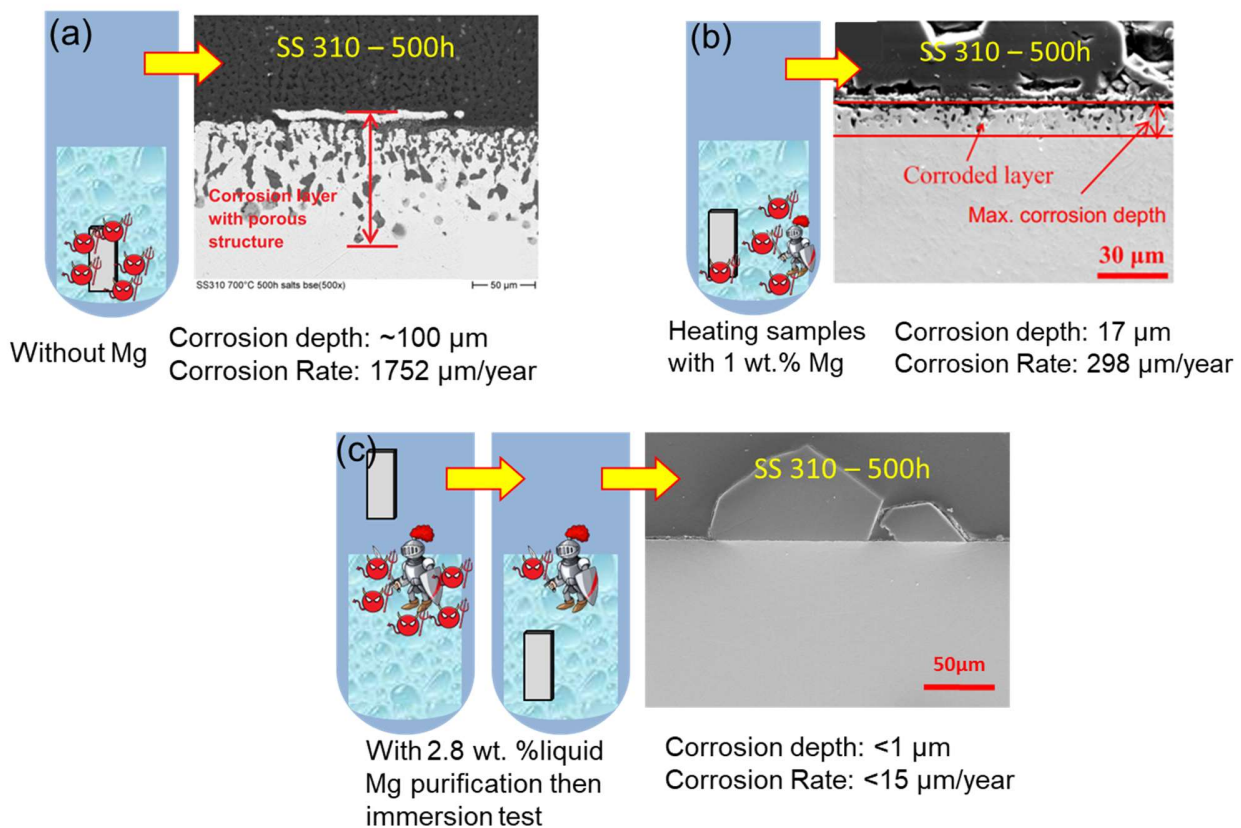 (a)
SS 310 – 500h
Corrosion layer
with porous
structure
SS310 700°C 500h salts bse(500x)
50 µm
Without Mg
Corrosion depth: ~100 µm
Corrosion Rate: 1752 µm/year
(b)
SS 310 – 500h
Corroded layer
Max. corrosion depth
30 µm
Heating samples
with 1 wt.% Mg
Corrosion depth: 17 µm
Corrosion Rate: 298 µm/year
(c)
SS 310 – 500h
50µm
With 2.8 wt. %liquid
Mg purification then
immersion test
Corrosion depth: <1 µm
Corrosion Rate: <15 µm/year